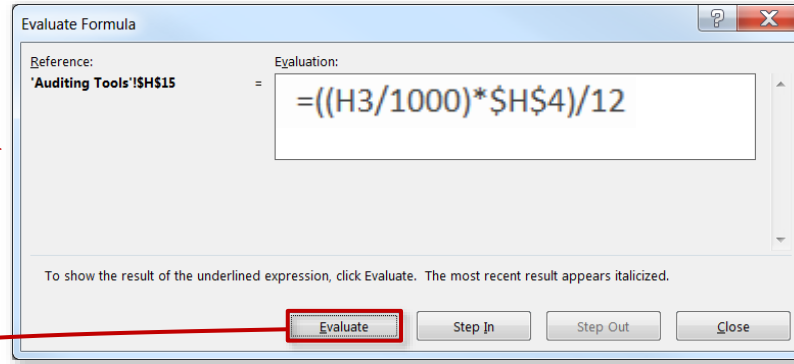 Evaluate Formula
Reference:
Evaluation:
'Auditing Tools'!$H$15
=
=((H3/1000)*$H$4)/12
To show the result of the underlined expression, click Evaluate. The most recent result appears italicized.
Evaluate
Step In
Step Out
Close